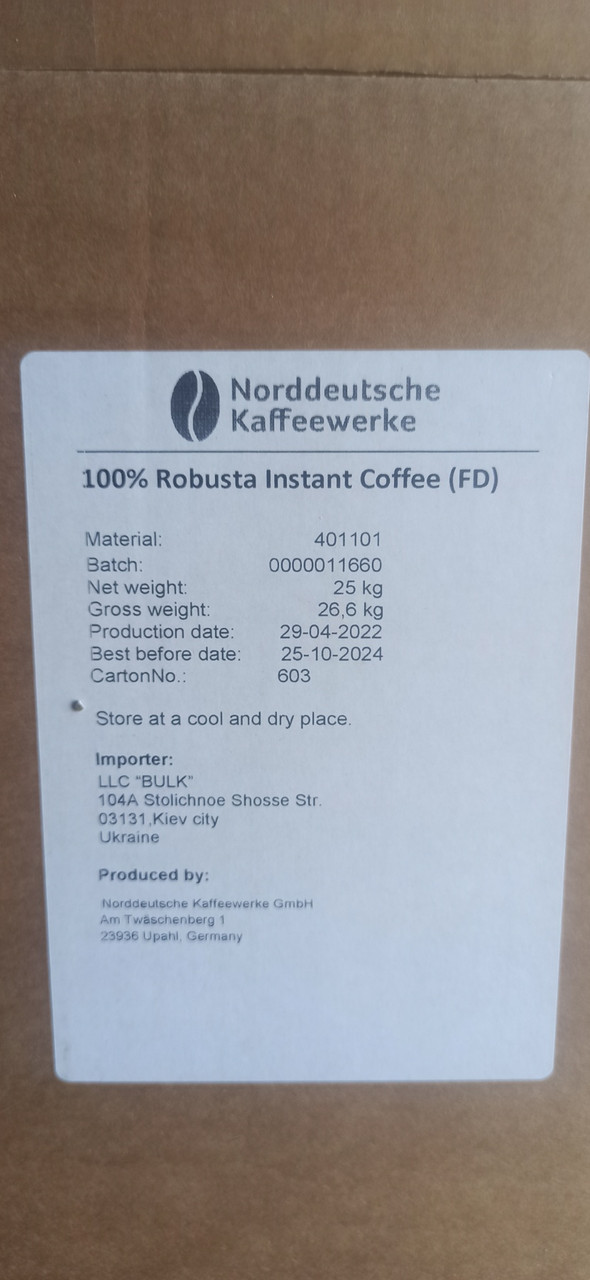 Norddeutsche
Kaffeewerke
100% Robusta Instant Coffee (FD)
Material: 401101
Batch: 0000011660
Net weight: 25 kg
Gross weight: 26,6 kg
Production date: 29-04-2022
Best before date: 25-10-2024
CartonNo.: 603
Store at a cool and dry place.
Importer:
LLC "BULK"
104A Stolichnoe Shosse Str.
03131,Kiev city
Ukraine
Produced by:
Norddeutsche Kaffeewerke GmbH
Am Twäschenberg 1
23936 Upahl, Germany